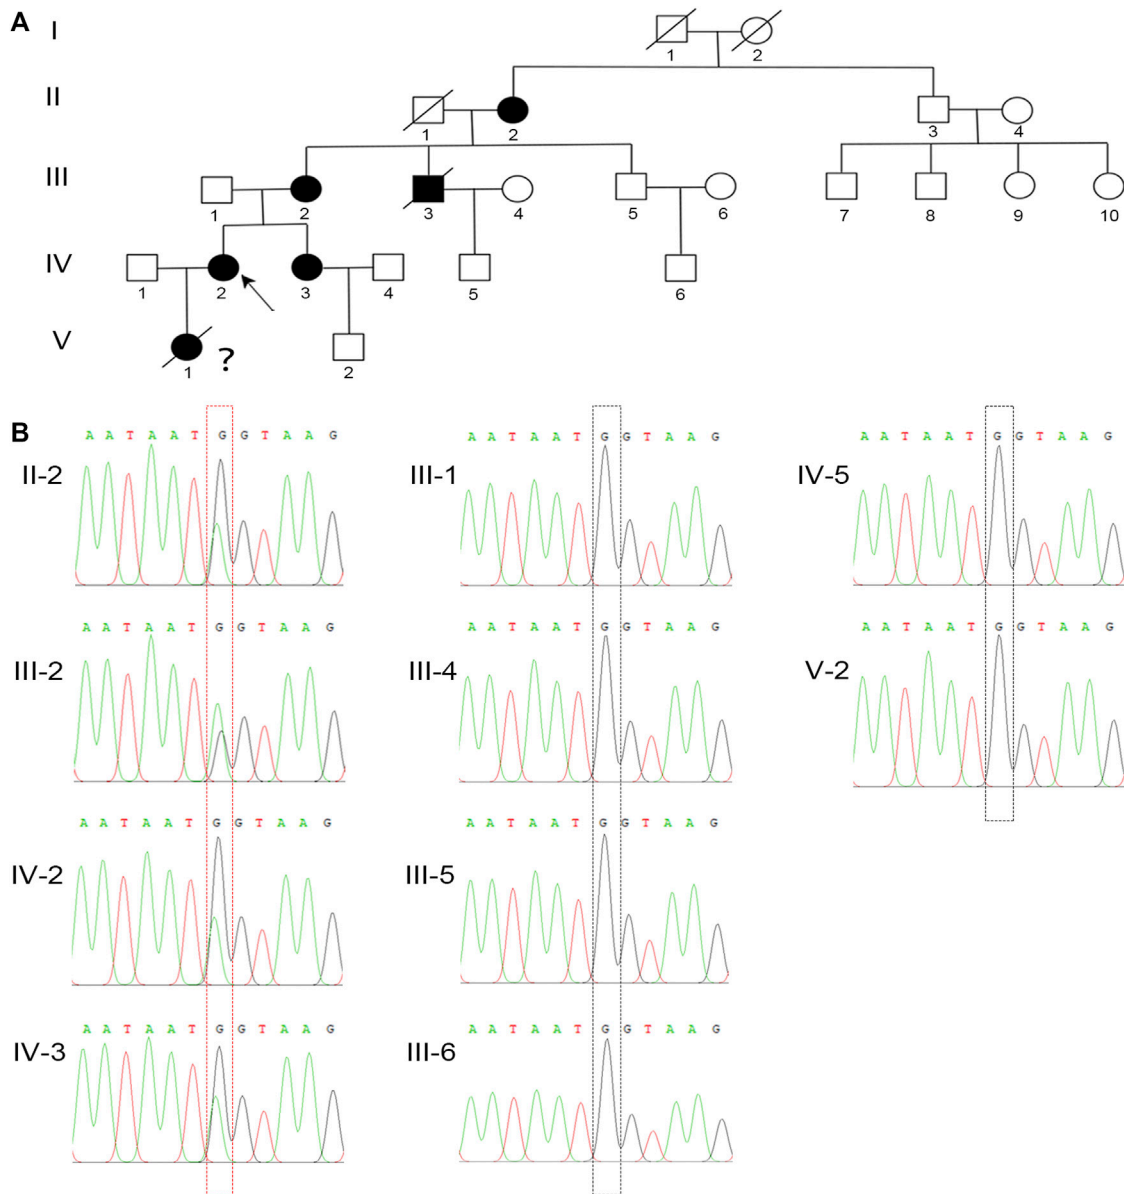 A
I
1 2
II
1 2 3 4
III
1 2 3 4 5 6 7 8 9 10
IV
1 2 3 4 5 6
V
1 ? 2
B
A A T A A T G G T A A G
II-2
A A T A A T G G T A A G
III-1
A A T A A T G G T A A G
IV-5
A A T A A T G G T A A G
III-2
A A T A A T G G T A A G
III-4
A A T A A T G G T A A G
V-2
A A T A A T G G T A A G
IV-2
A A T A A T G G T A A G
III-5
A A T A A T G G T A A G
IV-3
A A T A A T G G T A A G
III-6